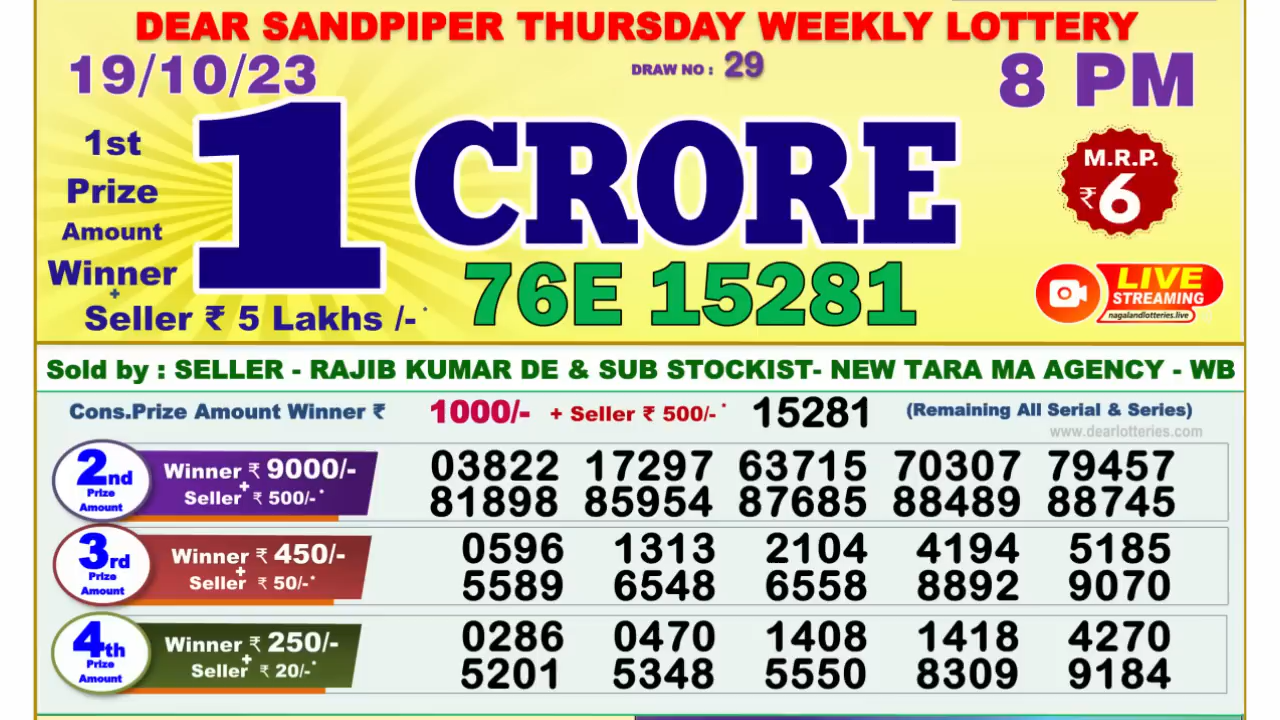 DEAR SANDPIPER THURSDAY WEEKLY LOTTERY
19/10/23
DRAW NO : 29
8 PM
1st
Prize
Amount
Winner
+
Seller ₹ 5 Lakhs /-*
1 CRORE
76E 15281
M.R.P.
₹6
LIVE
STREAMING
nagalandlotteries.live
Sold by : SELLER - RAJIB KUMAR DE & SUB STOCKIST- NEW TARA MA AGENCY - WB
Cons.Prize Amount Winner ₹ 1000/- + Seller ₹ 500/-* 15281 (Remaining All Serial & Series)
www.dearlotteries.com
2nd
Prize
Amount
Winner ₹ 9000/-
+
Seller ₹ 500/-*
03822 17297 63715 70307 79457
81898 85954 87685 88489 88745
3rd
Prize
Amount
Winner ₹ 450/-
+
Seller ₹ 50/-*
0596 1313 2104 4194 5185
5589 6548 6558 8892 9070
4th
Prize
Amount
Winner ₹ 250/-
+
Seller ₹ 20/-*
0286 0470 1408 1418 4270
5201 5348 5550 8309 9184